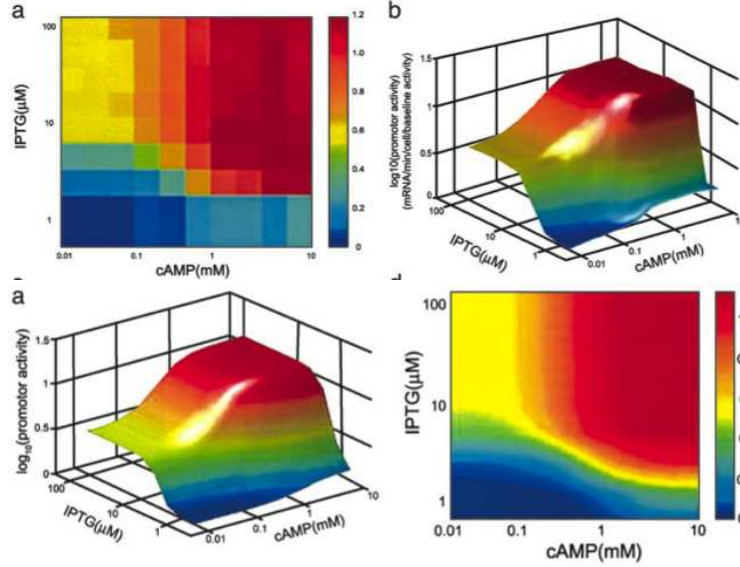 a
100
10
1
IPTG(μM)
0.01
0.1
1
10
cAMP(mM)
1.2
1
0.8
0.6
0.4
0.2
0
b
1.5
1
0.5
0
log10(promotor activity)
(mRNA/min/cell/baseline activity)
100
10
1
IPTG(μM)
0.01
0.1
1
cAMP(mM)
a
1.5
1
0.5
0
log10(promotor activity)
100
10
1
IPTG(μM)
0.01
0.1
1
10
cAMP(mM)
d
100
10
1
IPTG(μM)
0.01
0.1
1
10
cAMP(mM)